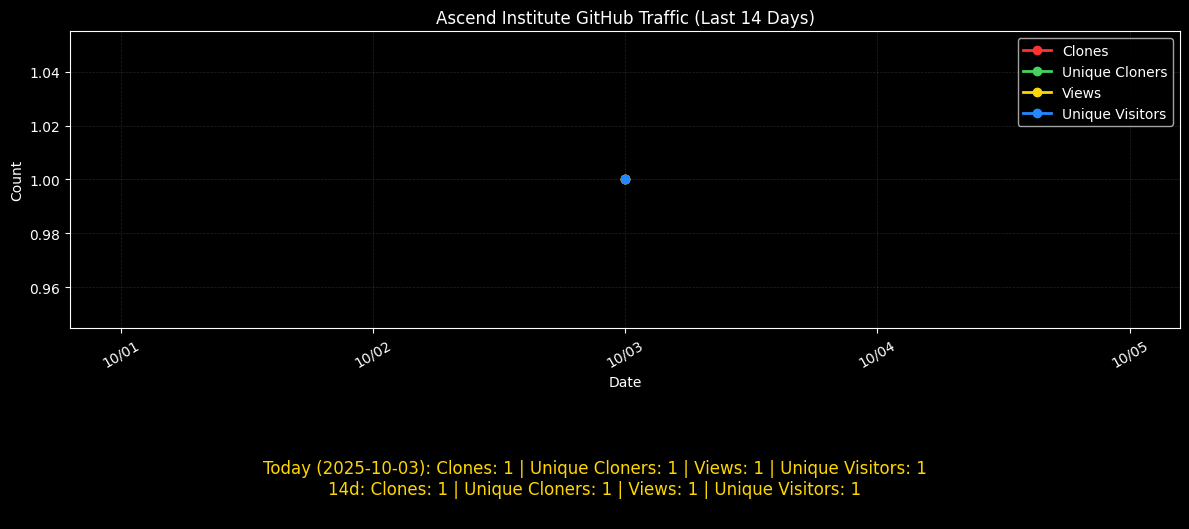 Ascend Institute GitHub Traffic (Last 14 Days)
Clones
Unique Cloners
Views
Unique Visitors
Count
1.04
1.02
1.00
0.98
0.96
10/01
10/02
10/03
10/04
10/05
Date
Today (2025-10-03): Clones: 1 | Unique Cloners: 1 | Views: 1 | Unique Visitors: 1
14d: Clones: 1 | Unique Cloners: 1 | Views: 1 | Unique Visitors: 1